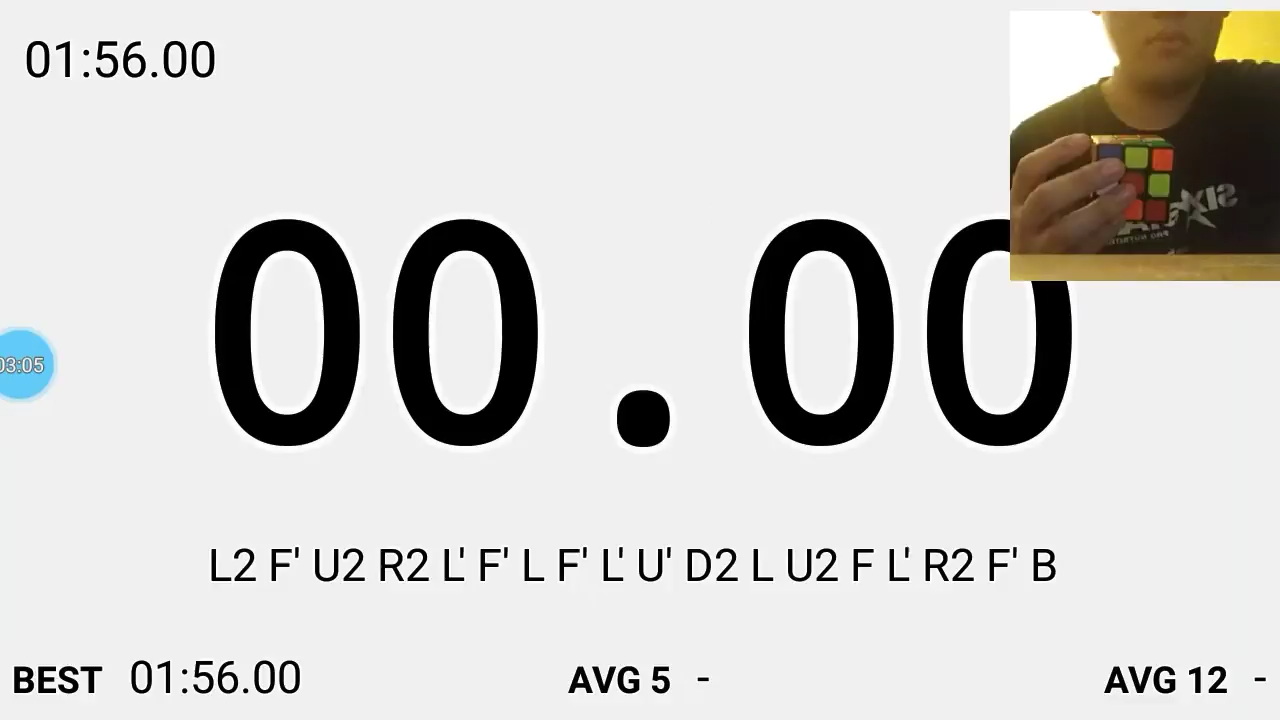 01:56.00
00.00
03:05
L2 F' U2 R2 L' F' L F' L' U' D2 L U2 F L' R2 F' B
BEST 01:56.00 AVG 5 - AVG 12 -